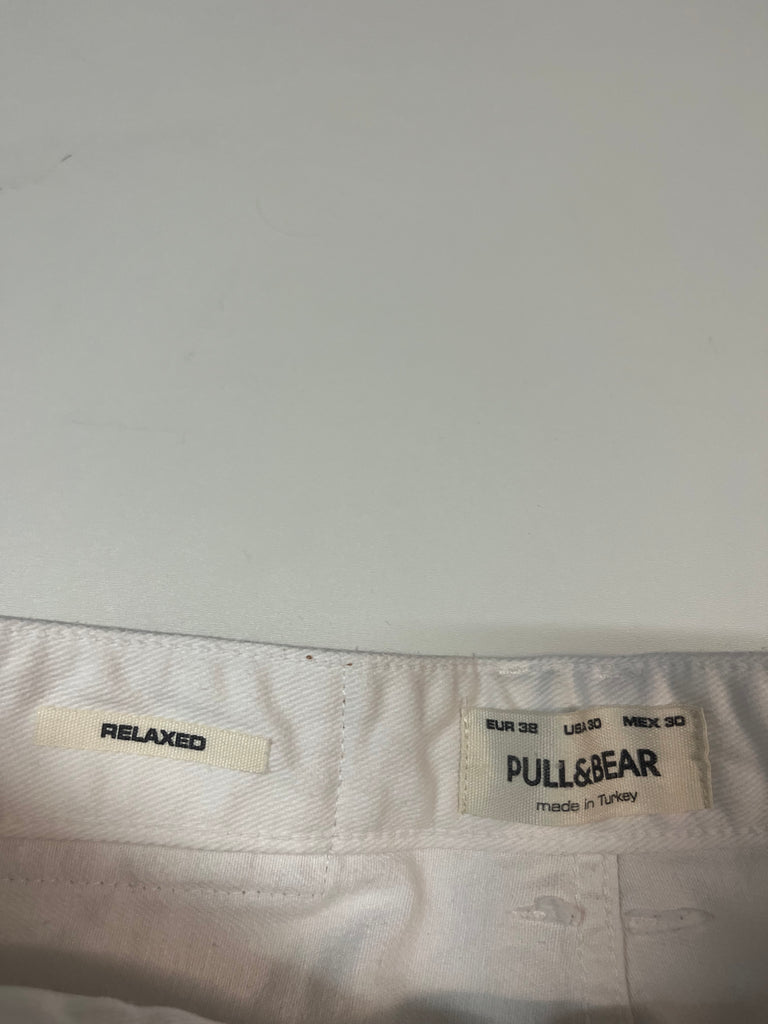 RELAXED
EUR 38 USA 30 MEX 30
PULL&BEAR
made in Turkey